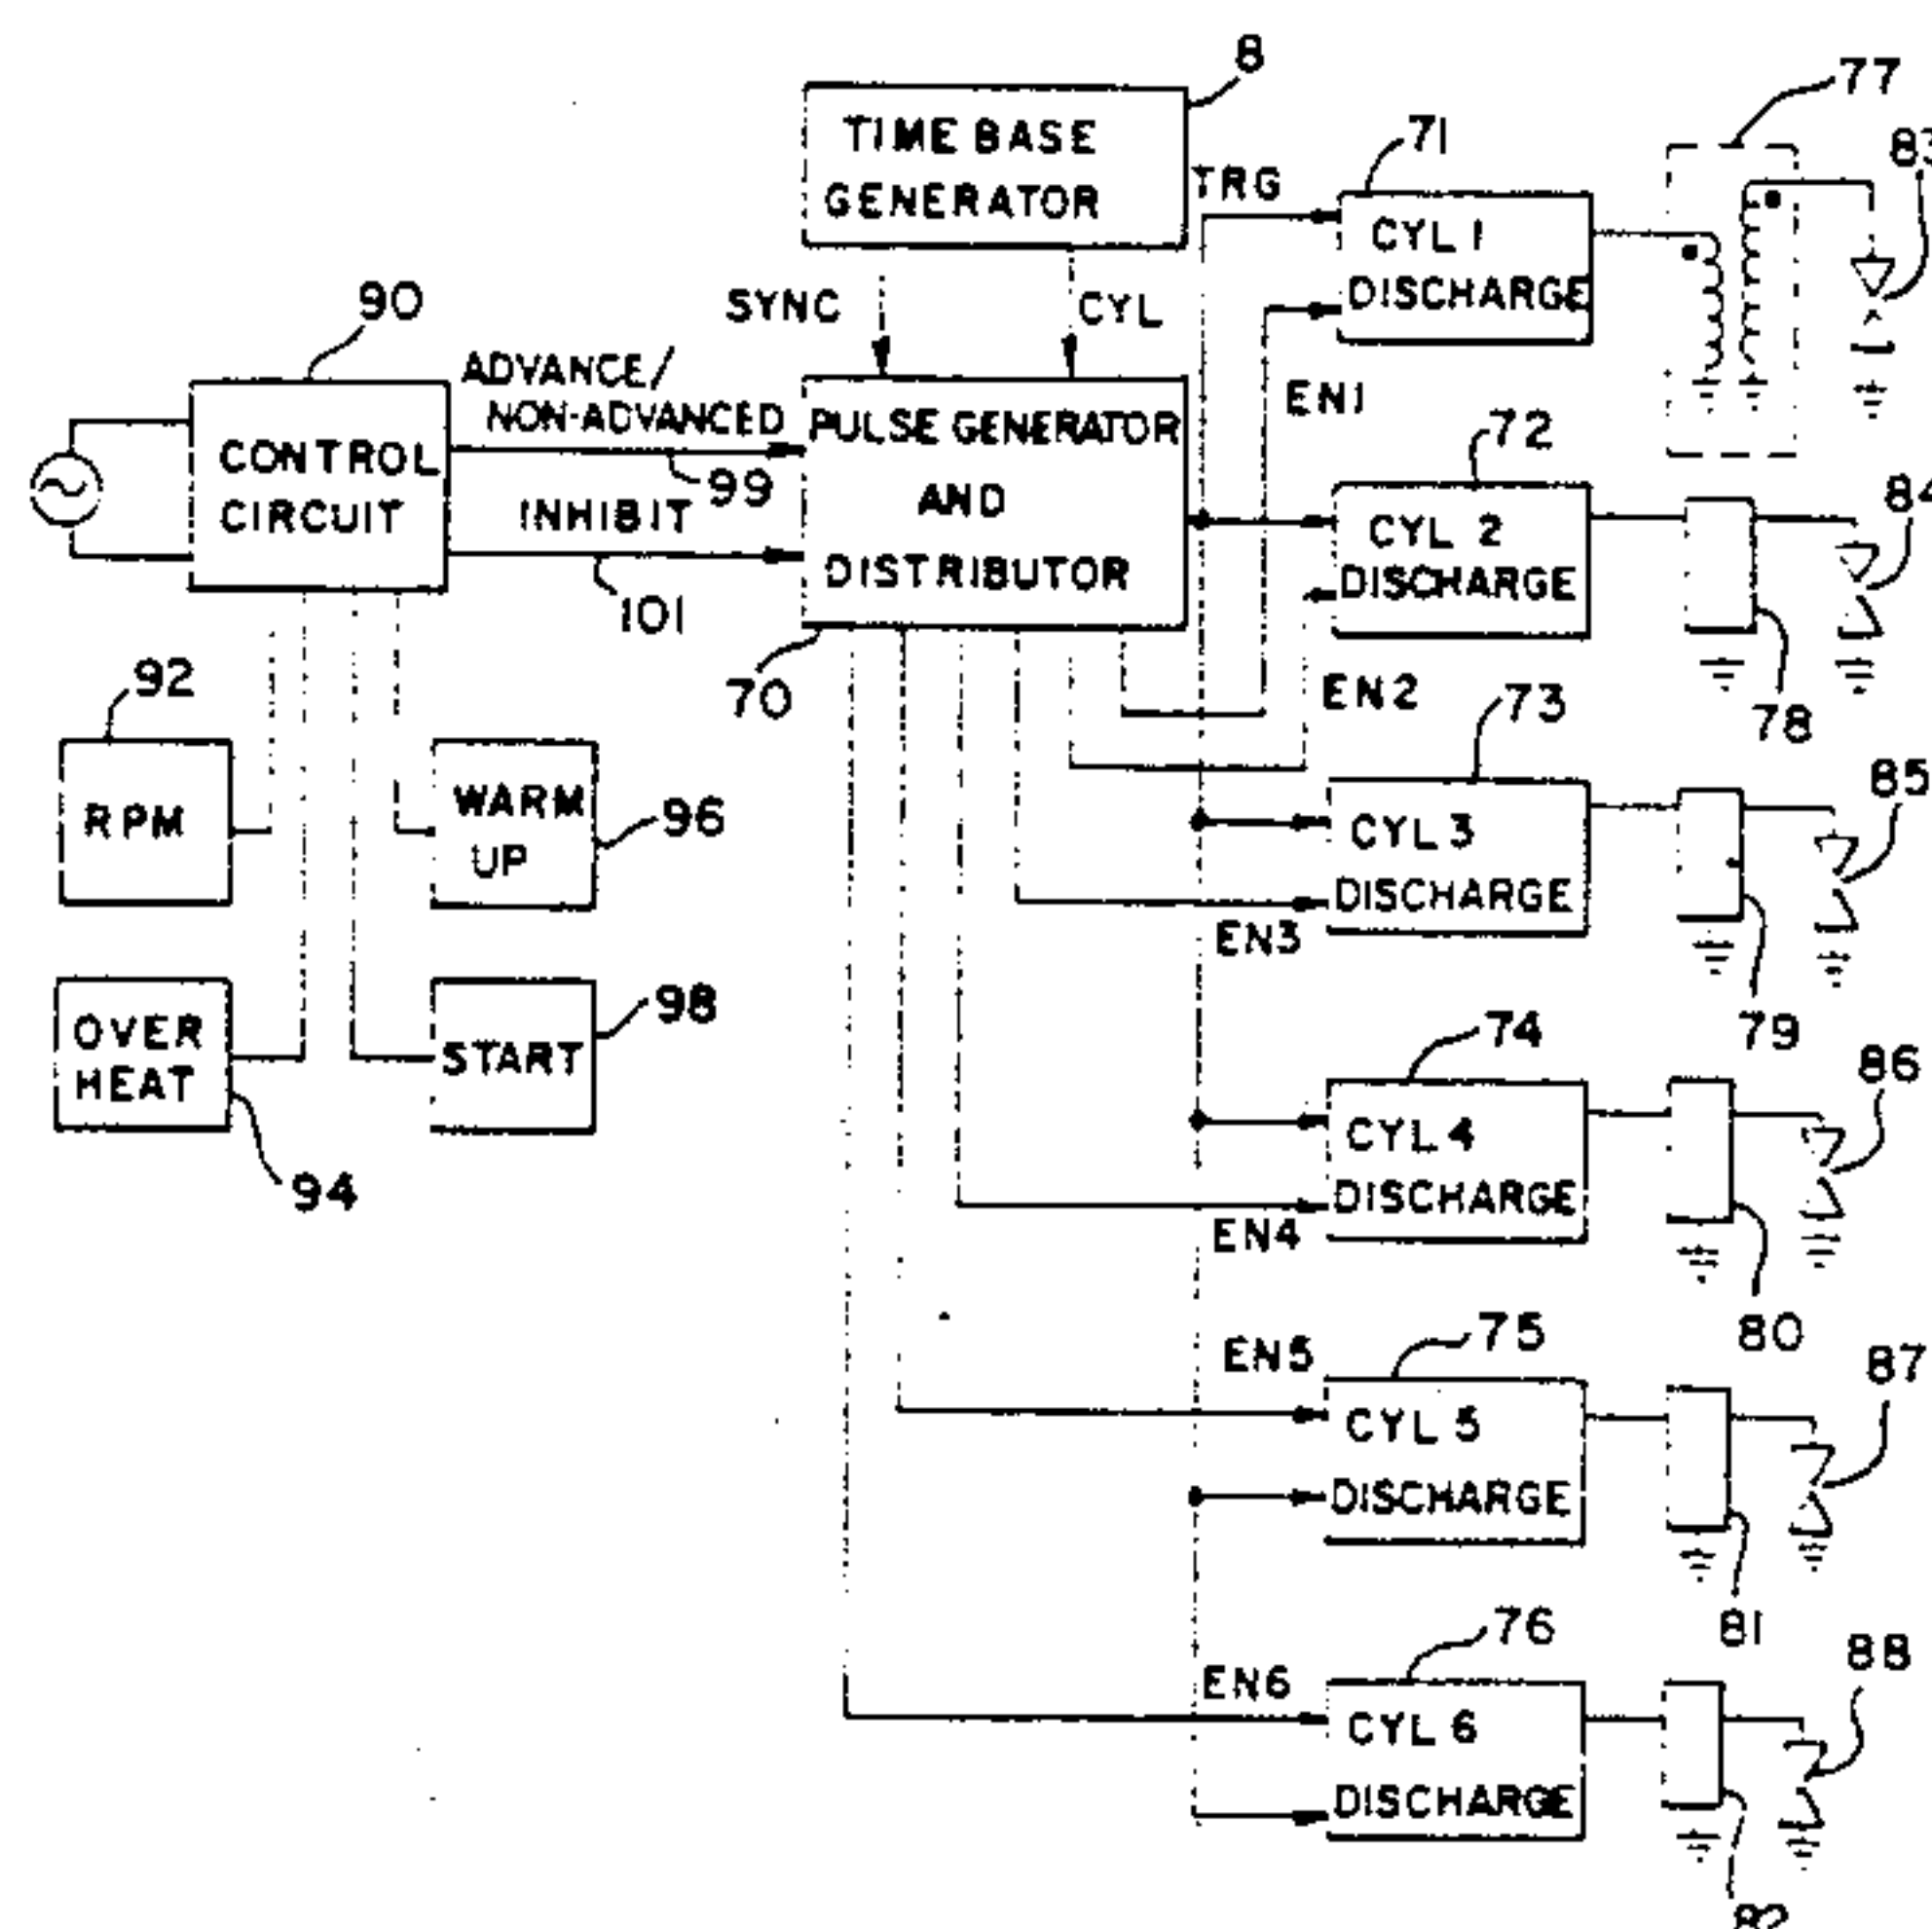 8
TIME BASE
GENERATOR
SYNC
CYL
TRG
71
CYL 1
DISCHARGE
77
83
90
ADVANCE/
NON-ADVANCED
99
CONTROL
CIRCUIT
INHIBIT
101
PULSE GENERATOR
AND
DISTRIBUTOR
70
EN1
72
CYL 2
DISCHARGE
84
EN2
78
92
RPM
WARM
UP
96
73
CYL 3
DISCHARGE
85
EN3
79
OVER
HEAT
94
START
98
74
CYL 4
DISCHARGE
86
EN4
80
EN5
75
CYL 5
DISCHARGE
87
81
EN6
76
CYL 6
DISCHARGE
88
82